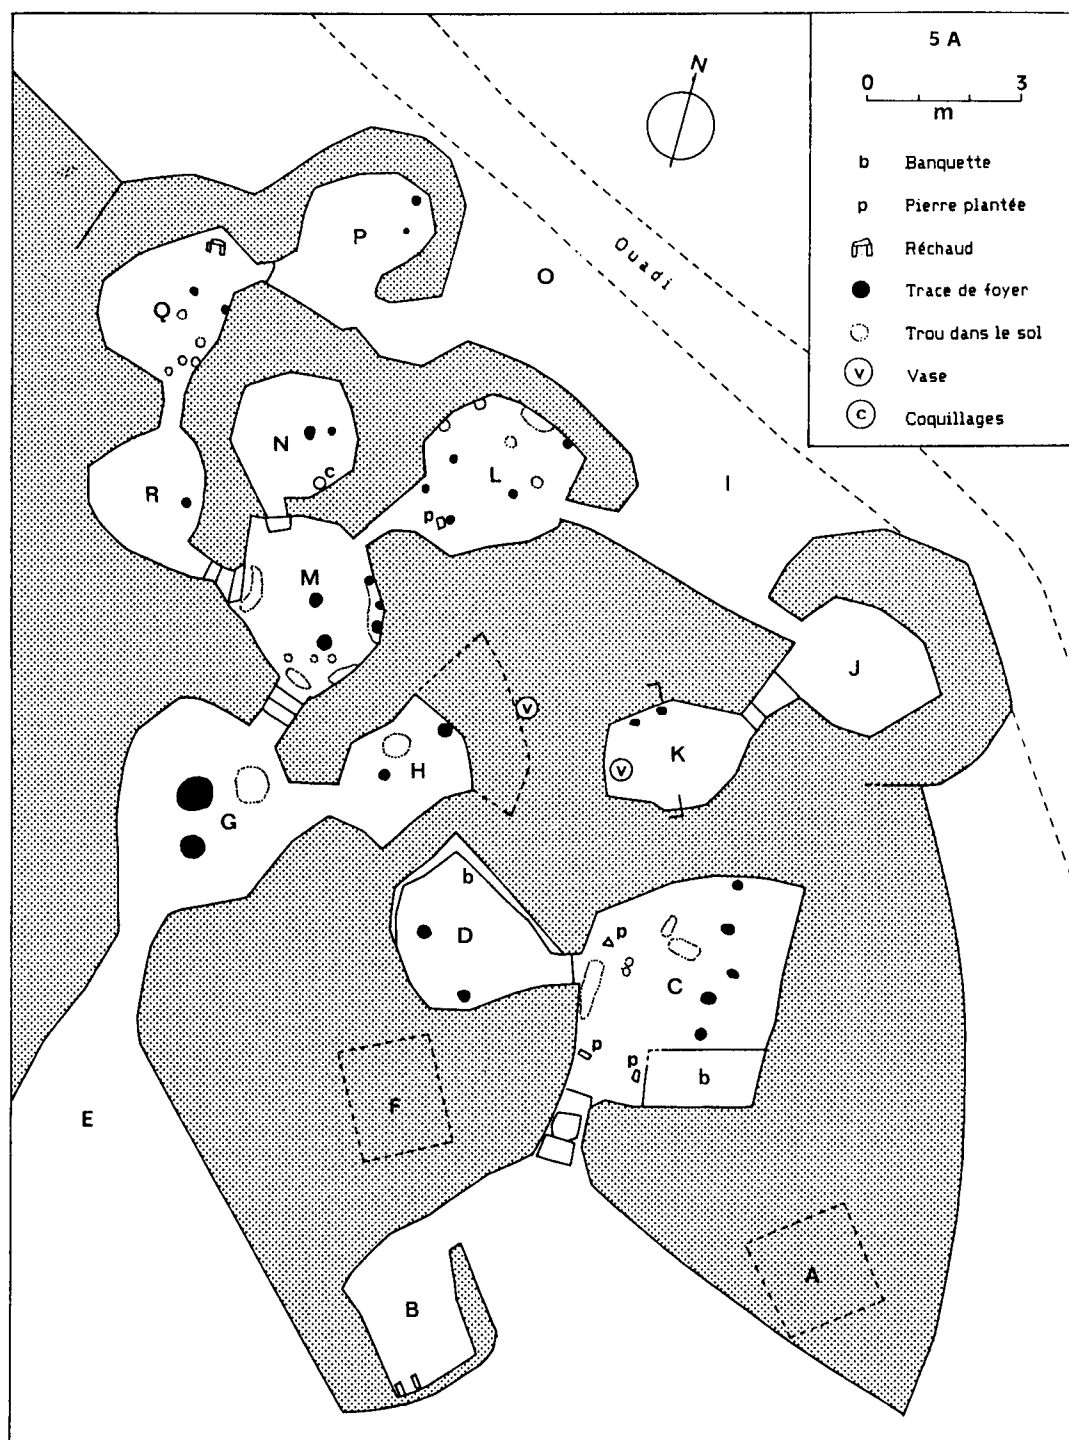 5 A
0 3
m
b Banquette
p Pierre plantée
Réchaud
Trace de foyer
Trou dans le sol
v Vase
c Coquillages
N
Ouadi
P
O
Q
N
c
L
I
R
p
M
J
v
K
v
H
G
b
D
p
C
p
p
b
F
E
A
B